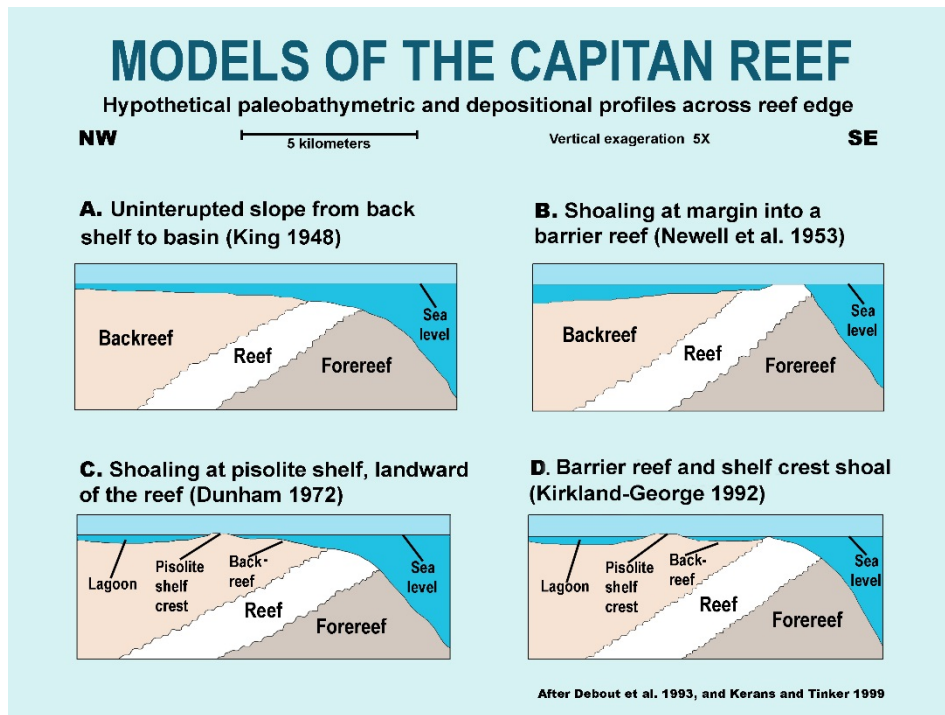 MODELS OF THE CAPITAN REEF
Hypothetical paleobathymetric and depositional profiles across reef edge
NW
5 kilometers
Vertical exageration 5X
SE
A. Uninterupted slope from back
shelf to basin (King 1948)
Backreef
Reef
Forereef
Sea
level
B. Shoaling at margin into a
barrier reef (Newell et al. 1953)
Backreef
Reef
Forereef
Sea
level
C. Shoaling at pisolite shelf, landward
of the reef (Dunham 1972)
Lagoon
Pisolite
shelf
crest
Back-
reef
Reef
Forereef
Sea
level
D. Barrier reef and shelf crest shoal
(Kirkland-George 1992)
Lagoon
Pisolite
shelf
crest
Back-
reef
Reef
Forereef
Sea
level
After Debout et al. 1993, and Kerans and Tinker 1999